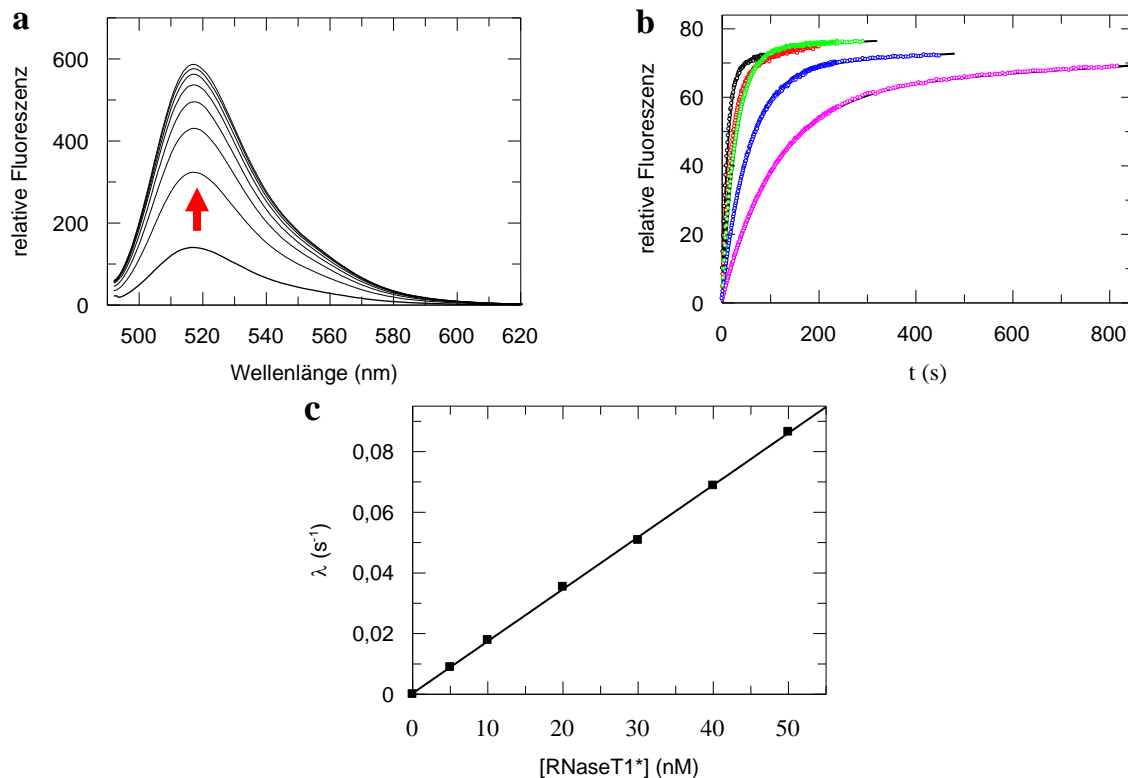 a
relative Fluoreszenz
600
400
200
0
500 520 540 560 580 600 620
Wellenlänge (nm)
b
relative Fluoreszenz
80
60
40
20
0
0 200 400 600 800
t (s)
c
λ (s-1)
0,08
0,06
0,04
0,02
0
0 10 20 30 40 50
[RNaseT1*] (nM)